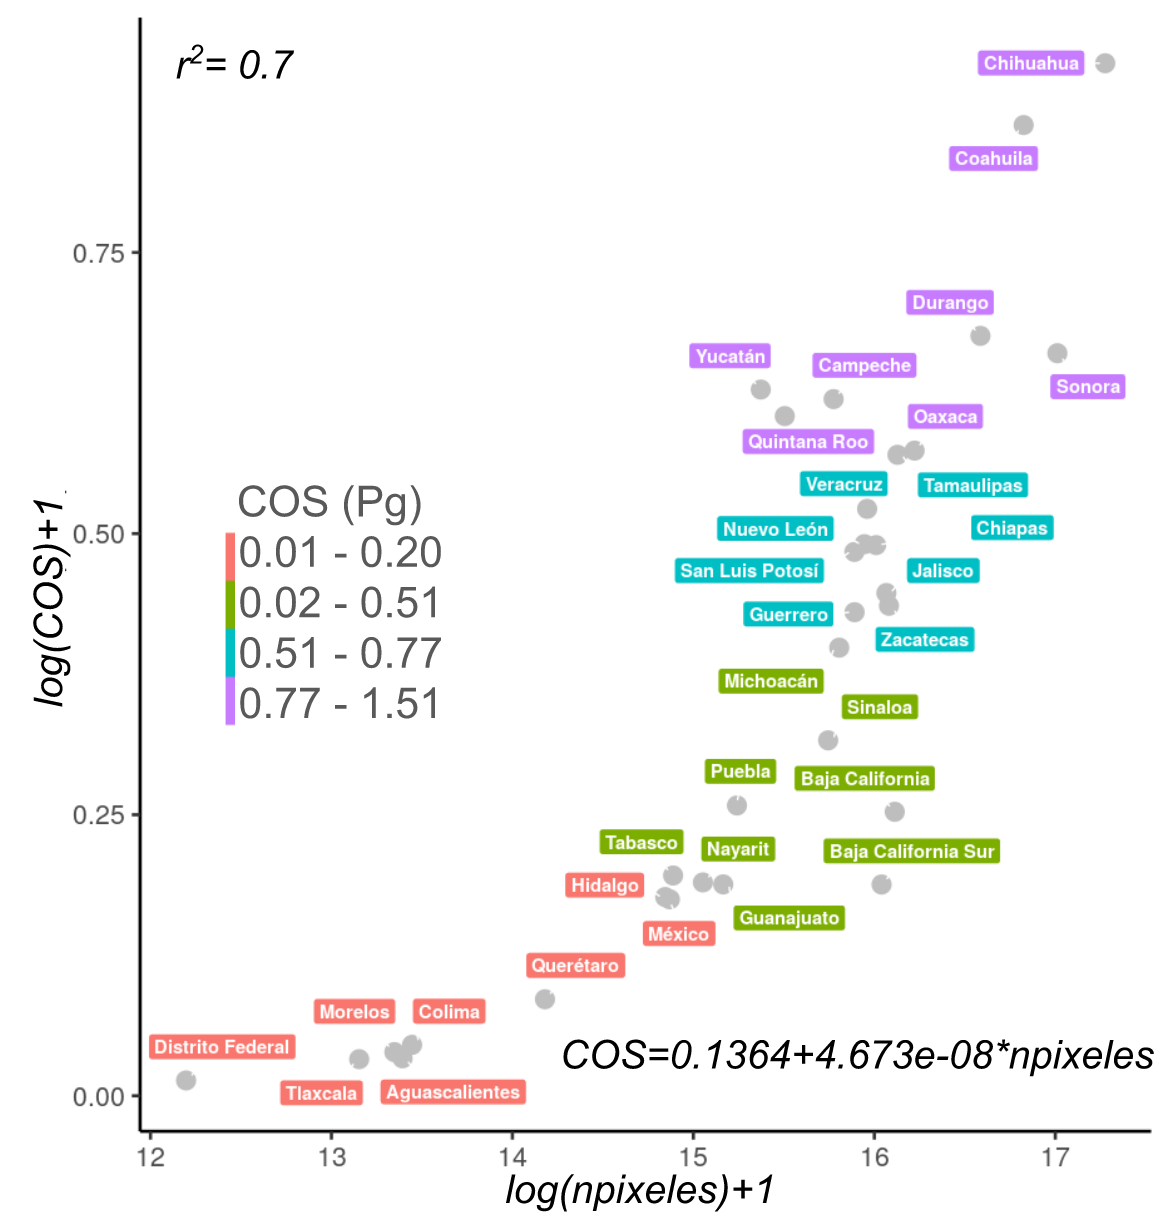 r²= 0.7
Chihuahua
Coahuila
0.75
Durango
Yucatán
Campeche
Sonora
Oaxaca
Quintana Roo
Veracruz
Tamaulipas
COS (Pg)
0.01 - 0.20
0.02 - 0.51
0.51 - 0.77
0.77 - 1.51
log(COS)+1
0.50
Nuevo León
Chiapas
San Luis Potosí
Jalisco
Guerrero
Zacatecas
Michoacán
Sinaloa
Puebla
Baja California
0.25
Tabasco
Nayarit
Baja California Sur
Hidalgo
Guanajuato
México
Querétaro
Morelos
Colima
Distrito Federal
COS=0.1364+4.673e-08*npixeles
Tlaxcala
Aguascalientes
0.00
12 13 14 15 16 17
log(npixeles)+1